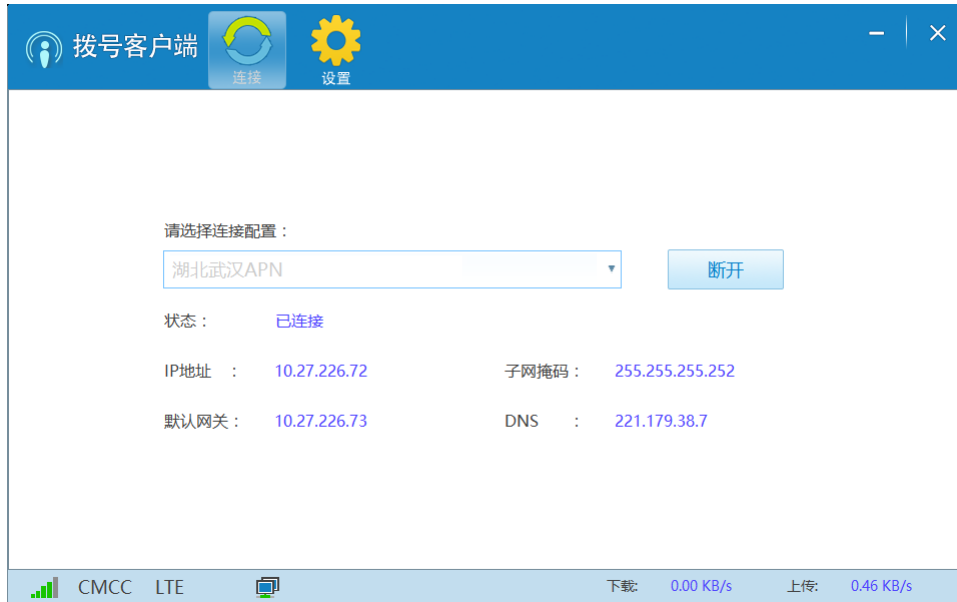 拨号客户端
连接
设置
请选择连接配置：
湖北武汉APN
断开
状态： 已连接
IP地址 ： 10.27.226.72 子网掩码： 255.255.255.252
默认网关： 10.27.226.73 DNS ： 221.179.38.7
CMCC LTE 下载: 0.00 KB/s 上传: 0.46 KB/s